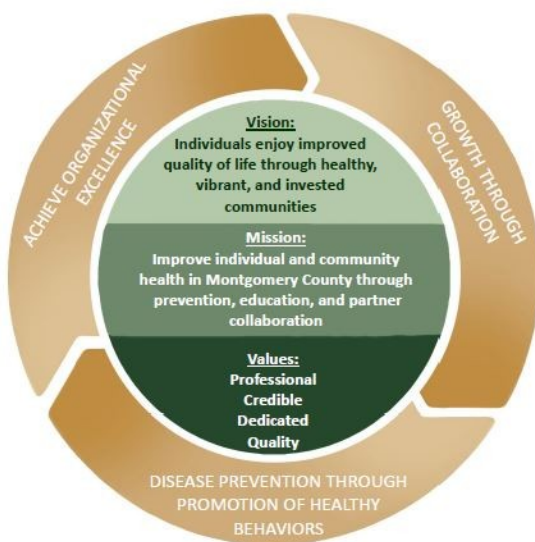 ACHIEVE ORGANIZATIONAL
EXCELLENCE
GROWTH THROUGH
COLLABORATION
Vision:
Individuals enjoy improved
quality of life through healthy,
vibrant, and invested
communities
Mission:
Improve individual and community
health in Montgomery County through
prevention, education, and partner
collaboration
Values:
Professional
Credible
Dedicated
Quality
DISEASE PREVENTION THROUGH
PROMOTION OF HEALTHY
BEHAVIORS